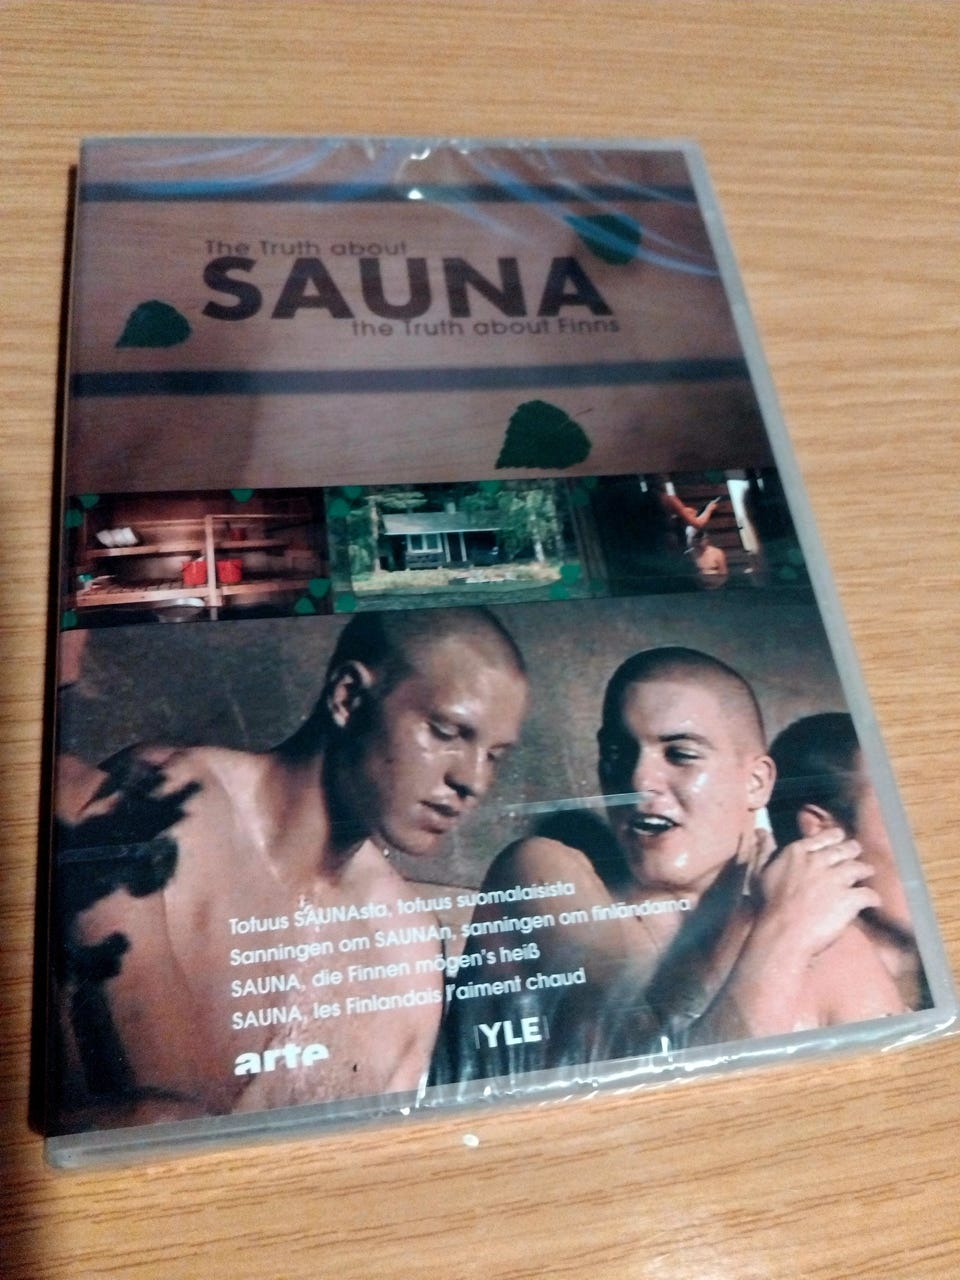 The Truth about
SAUNA
the Truth about Finns
Totuus SAUNAsta, totuus suomalaisista
Sanningen om SAUNAn, sanningen om finländarna
SAUNA, die Finnen mögen's heiß
SAUNA, les Finlandais l'aiment chaud
arte
YLE